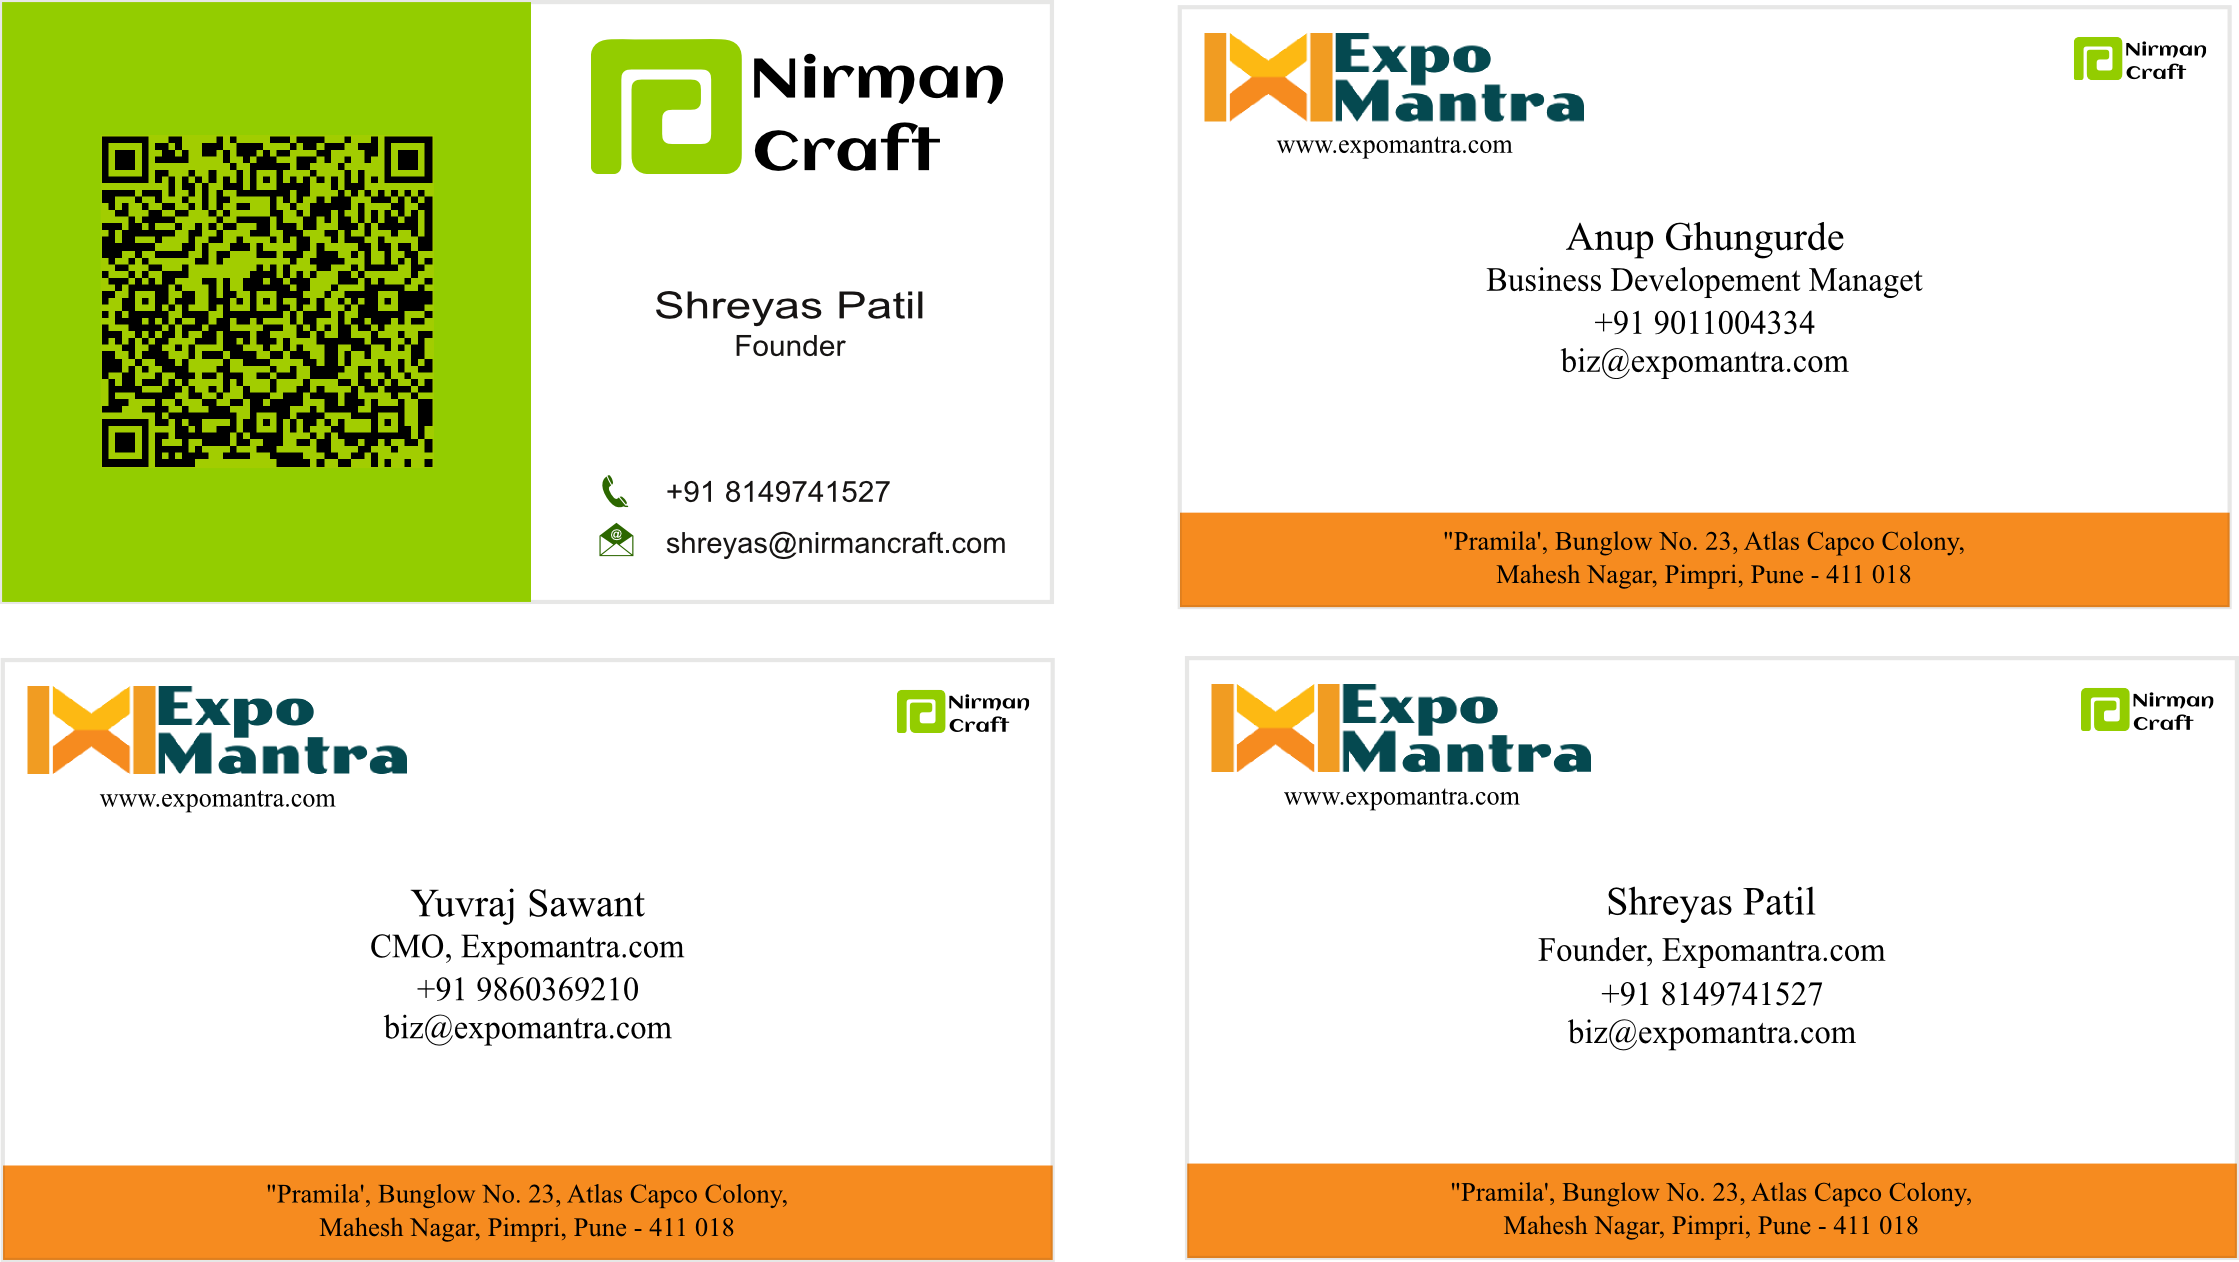 Nirman
Craft
Shreyas Patil
Founder
+91 8149741527
@
shreyas@nirmancraft.com
Expo
Mantra
www.expomantra.com
Nirman
Craft
Anup Ghungurde
Business Developement Managet
+91 9011004334
biz@expomantra.com
"Pramila', Bunglow No. 23, Atlas Capco Colony,
Mahesh Nagar, Pimpri, Pune - 411 018
Expo
Mantra
www.expomantra.com
Nirman
Craft
Yuvraj Sawant
CMO, Expomantra.com
+91 9860369210
biz@expomantra.com
"Pramila', Bunglow No. 23, Atlas Capco Colony,
Mahesh Nagar, Pimpri, Pune - 411 018
Expo
Mantra
www.expomantra.com
Nirman
Craft
Shreyas Patil
Founder, Expomantra.com
+91 8149741527
biz@expomantra.com
"Pramila', Bunglow No. 23, Atlas Capco Colony,
Mahesh Nagar, Pimpri, Pune - 411 018